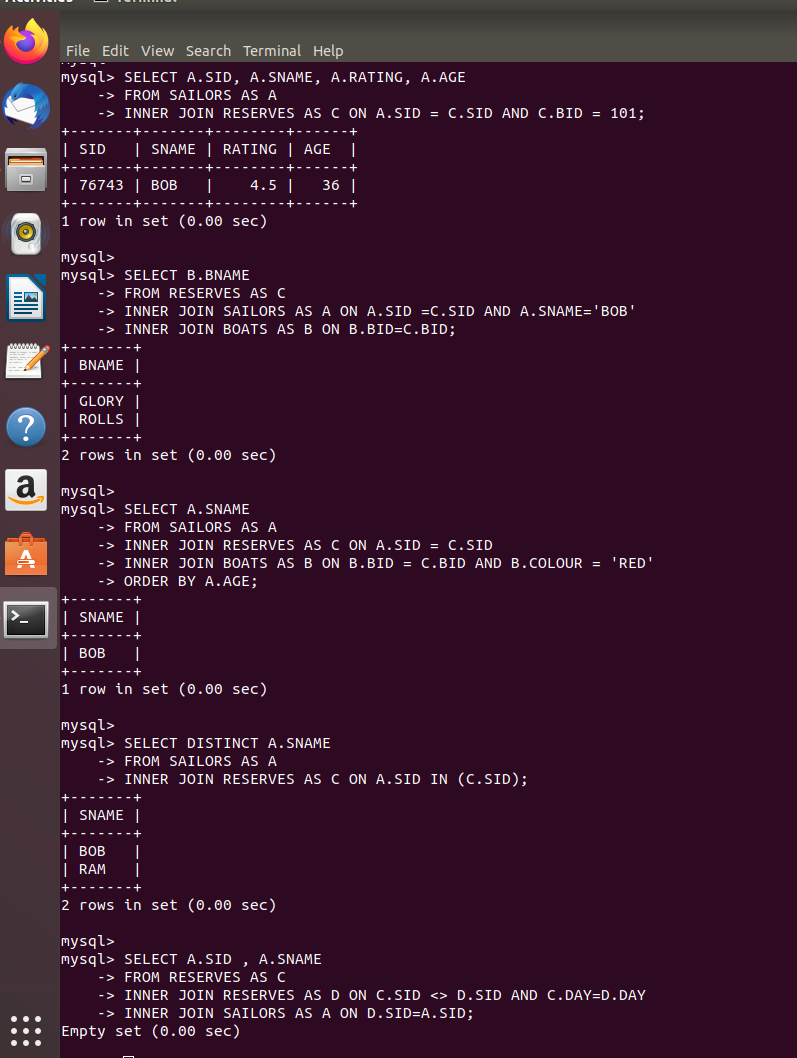 File Edit View Search Terminal Help
mysql> SELECT A.SID, A.SNAME, A.RATING, A.AGE
    -> FROM SAILORS AS A
    -> INNER JOIN RESERVES AS C ON A.SID = C.SID AND C.BID = 101;
+-------+-------+--------+------+
| SID   | SNAME | RATING | AGE  |
+-------+-------+--------+------+
| 76743 | BOB   |    4.5 |   36 |
+-------+-------+--------+------+
1 row in set (0.00 sec)
mysql>
mysql> SELECT B.BNAME
    -> FROM RESERVES AS C
    -> INNER JOIN SAILORS AS A ON A.SID =C.SID AND A.SNAME='BOB'
    -> INNER JOIN BOATS AS B ON B.BID=C.BID;
+-------+
| BNAME |
+-------+
| GLORY |
| ROLLS |
+-------+
2 rows in set (0.00 sec)
mysql>
mysql> SELECT A.SNAME
    -> FROM SAILORS AS A
    -> INNER JOIN RESERVES AS C ON A.SID = C.SID
    -> INNER JOIN BOATS AS B ON B.BID = C.BID AND B.COLOUR = 'RED'
    -> ORDER BY A.AGE;
+-------+
| SNAME |
+-------+
| BOB   |
+-------+
1 row in set (0.00 sec)
mysql>
mysql> SELECT DISTINCT A.SNAME
    -> FROM SAILORS AS A
    -> INNER JOIN RESERVES AS C ON A.SID IN (C.SID);
+-------+
| SNAME |
+-------+
| BOB   |
| RAM   |
+-------+
2 rows in set (0.00 sec)
mysql>
mysql> SELECT A.SID , A.SNAME
    -> FROM RESERVES AS C
    -> INNER JOIN RESERVES AS D ON C.SID <> D.SID AND C.DAY=D.DAY
    -> INNER JOIN SAILORS AS A ON D.SID=A.SID;
Empty set (0.00 sec)